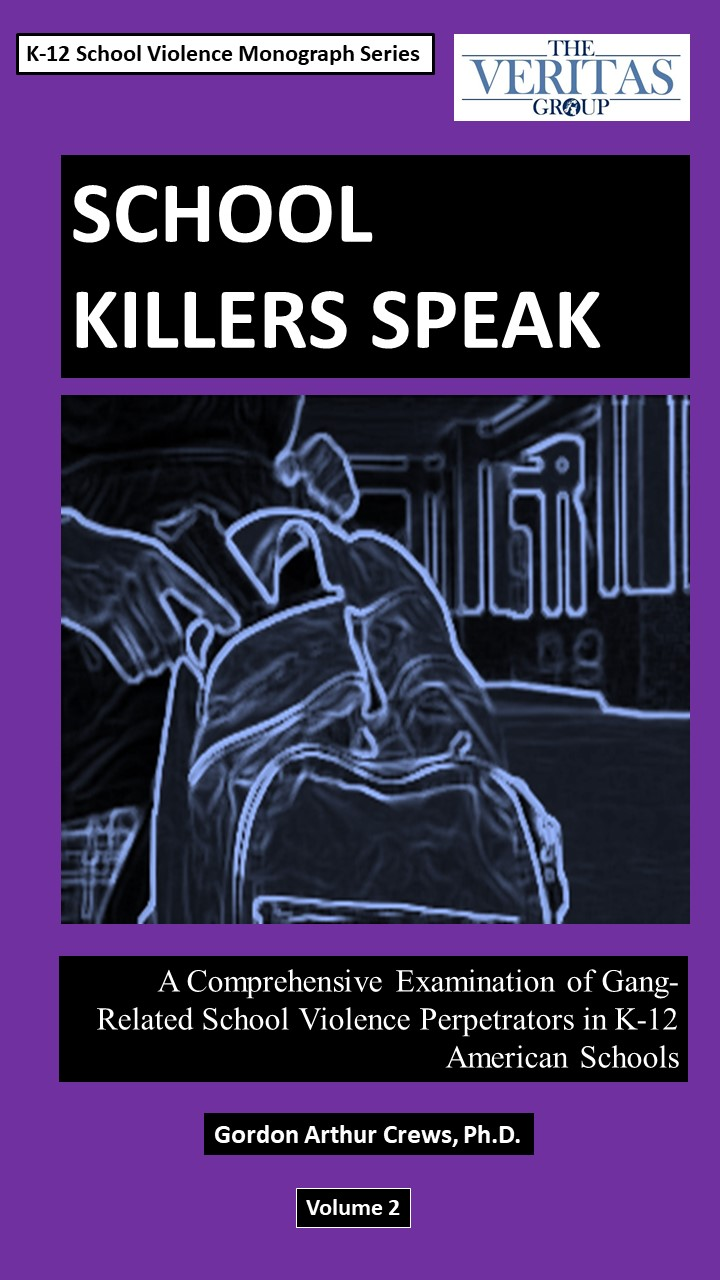 K-12 School Violence Monograph Series
THE
VERITAS
GROUP
SCHOOL
KILLERS SPEAK
A Comprehensive Examination of Gang-
Related School Violence Perpetrators in K-12
American Schools
Gordon Arthur Crews, Ph.D.
Volume 2